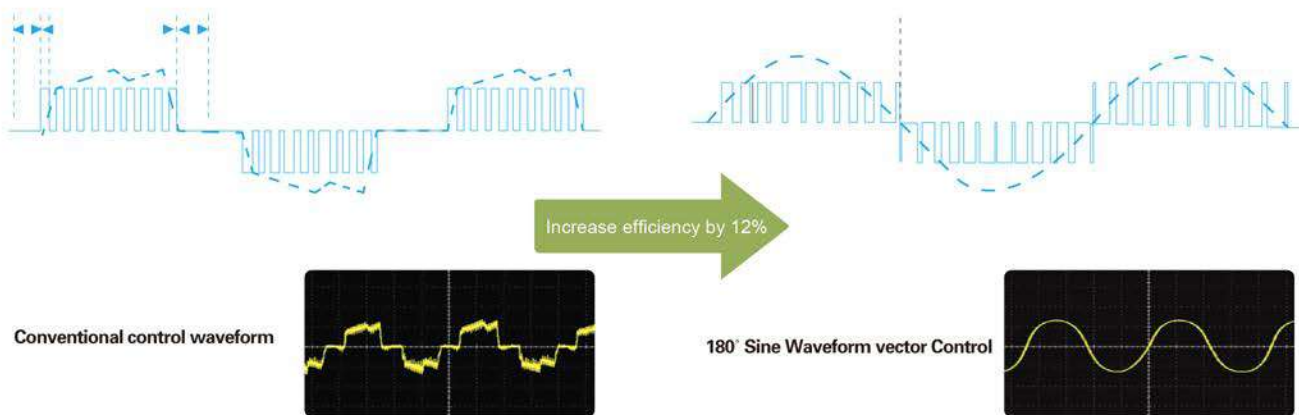 Increase efficiency by 12%
Conventional control waveform
180° Sine Waveform vector Control